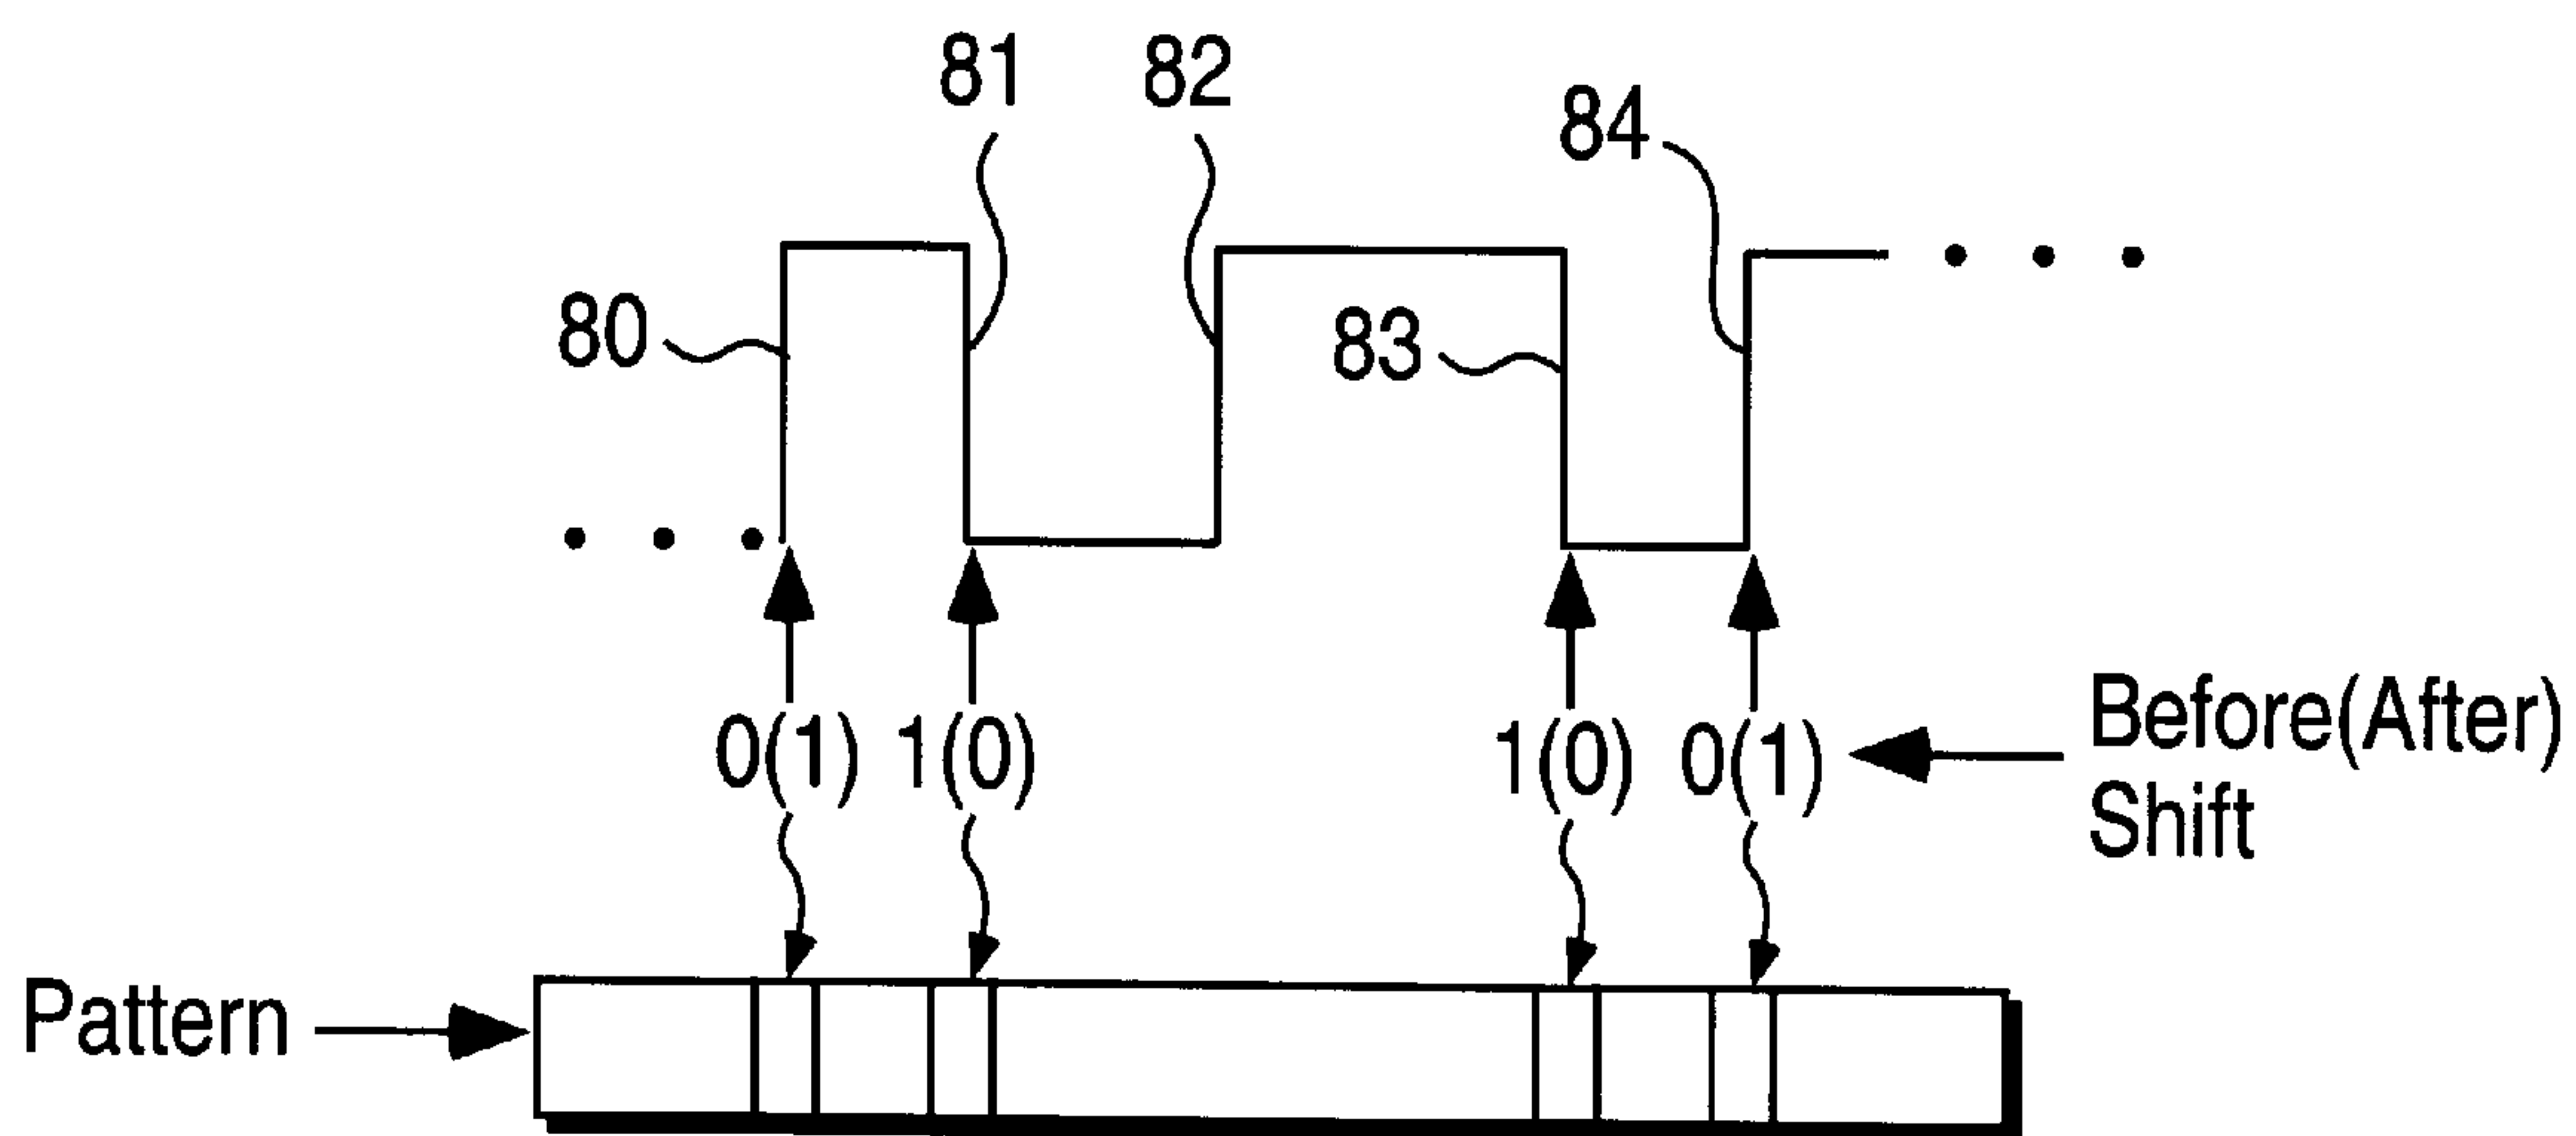 81
82
84
80
83
0(1) 1(0) 1(0) 0(1)
Before(After)
Shift
Pattern